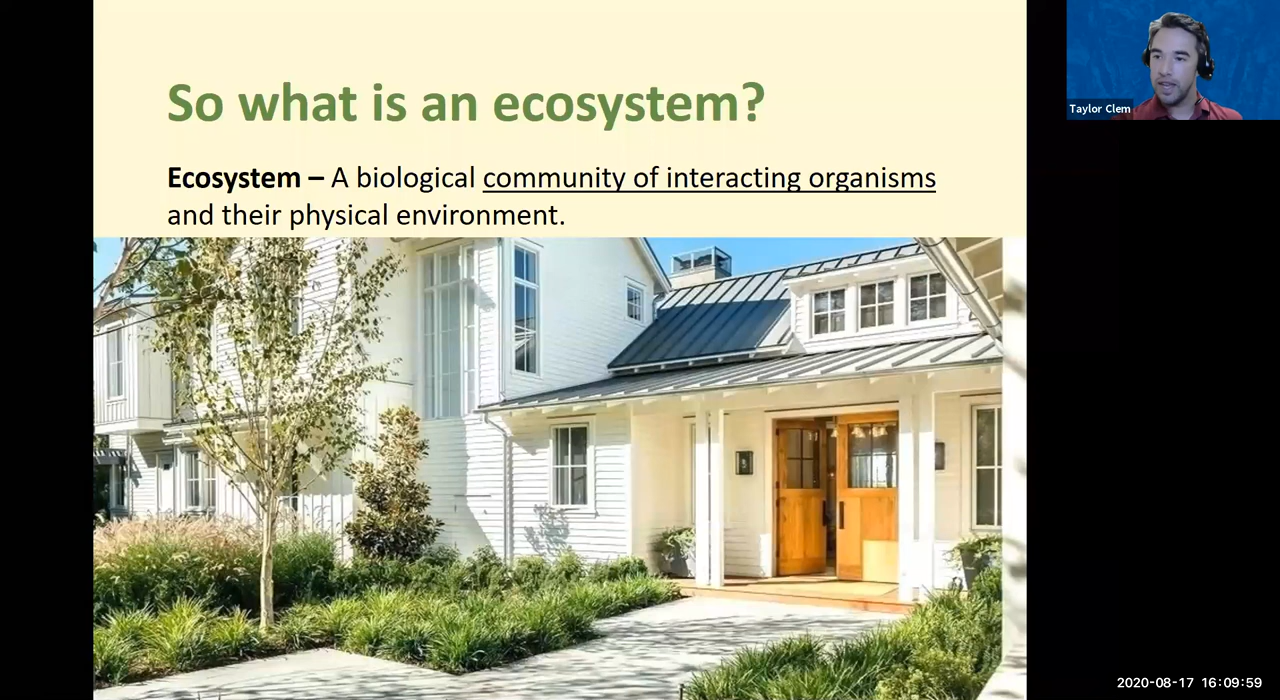 So what is an ecosystem?
Ecosystem – A biological community of interacting organisms
and their physical environment.
Taylor Clem
2020-08-17 16:09:59